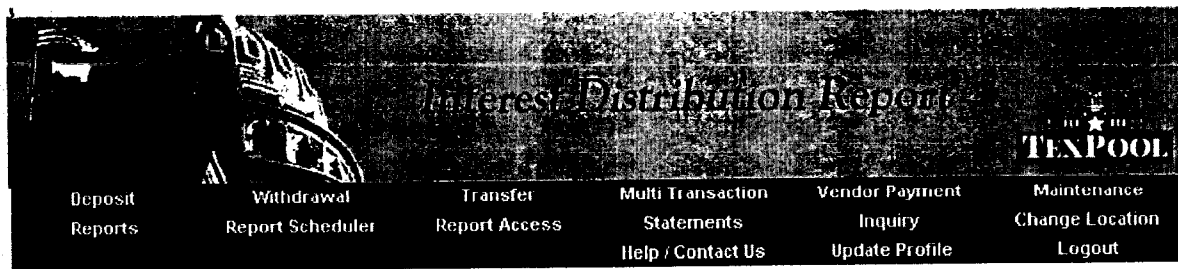 Interest Distribution Report
TEXPOOL
Deposit Withdrawal Transfer Multi Transaction Vendor Payment Maintenance
Reports Report Scheduler Report Access Statements Inquiry Change Location
Help / Contact Us Update Profile Logout